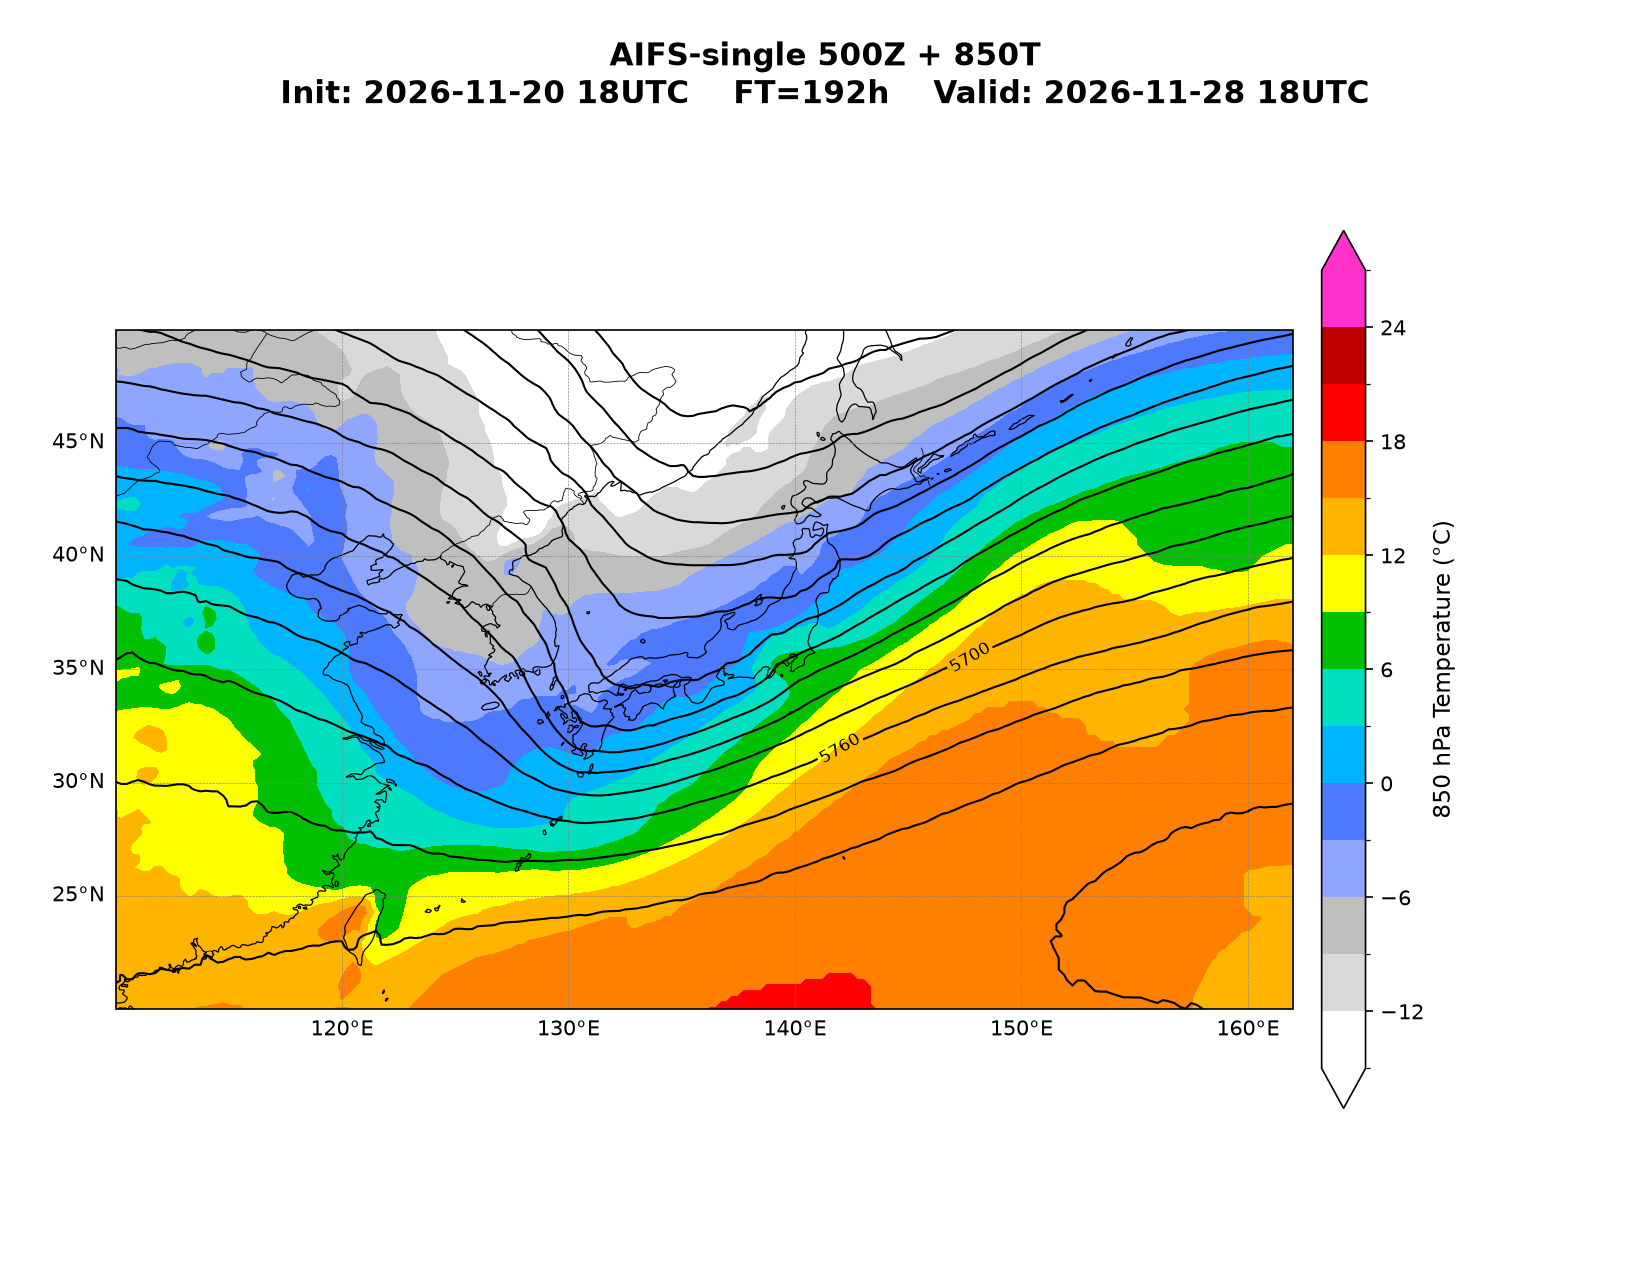 AIFS-single 500Z + 850T
Init: 2026-11-20 18UTC FT=192h Valid: 2026-11-28 18UTC
45°N
40°N
35°N
30°N
25°N
120°E
130°E
140°E
150°E
160°E
5700
5760
24
18
12
6
0
−6
−12
850 hPa Temperature (°C)